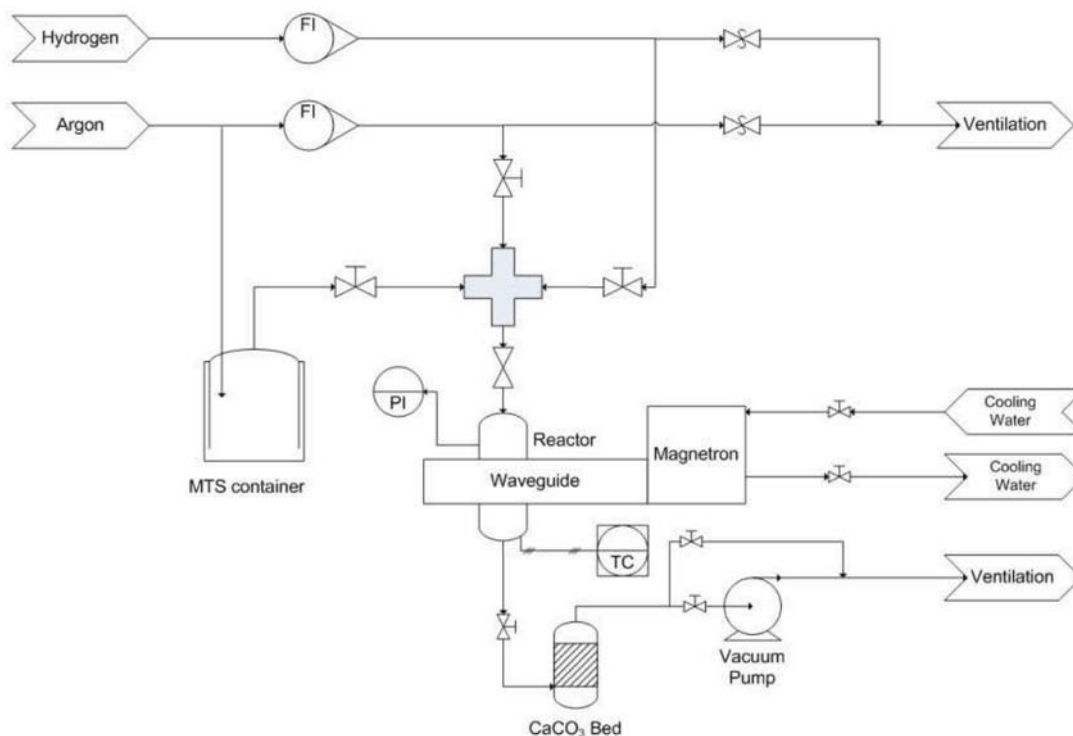 Hydrogen
FI
Argon
FI
Ventilation
PI
Reactor
Cooling
Water
Magnetron
Waveguide
Cooling
Water
MTS container
TC
Ventilation
Vacuum
Pump
CaCO₃ Bed